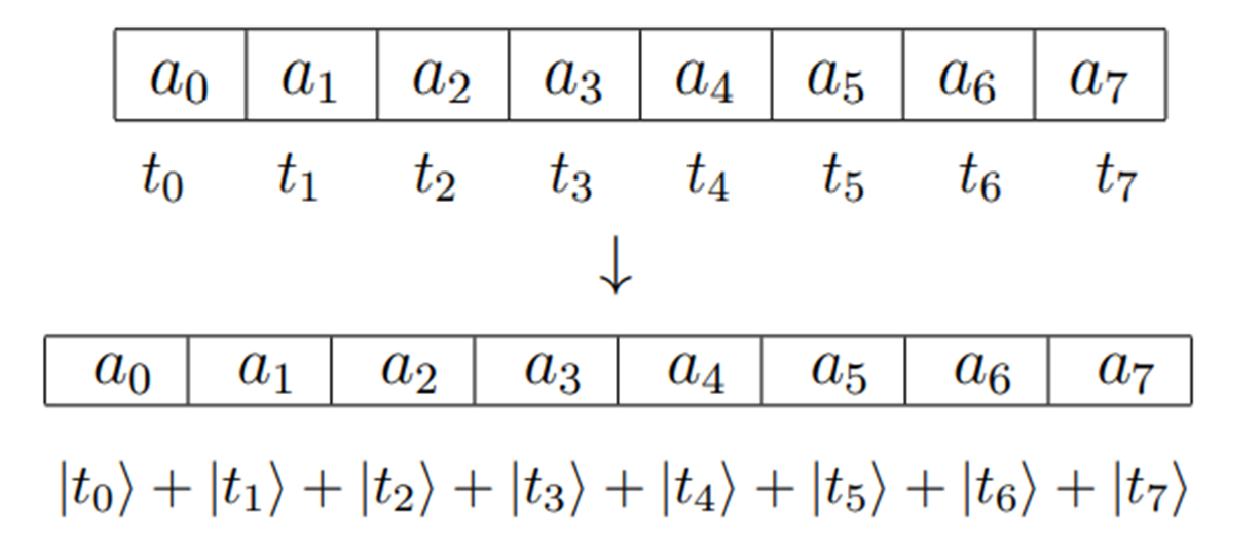 a₀ a₁ a₂ a₃ a₄ a₅ a₆ a₇
t₀ t₁ t₂ t₃ t₄ t₅ t₆ t₇
↓
a₀ a₁ a₂ a₃ a₄ a₅ a₆ a₇
|t₀⟩ + |t₁⟩ + |t₂⟩ + |t₃⟩ + |t₄⟩ + |t₅⟩ + |t₆⟩ + |t₇⟩